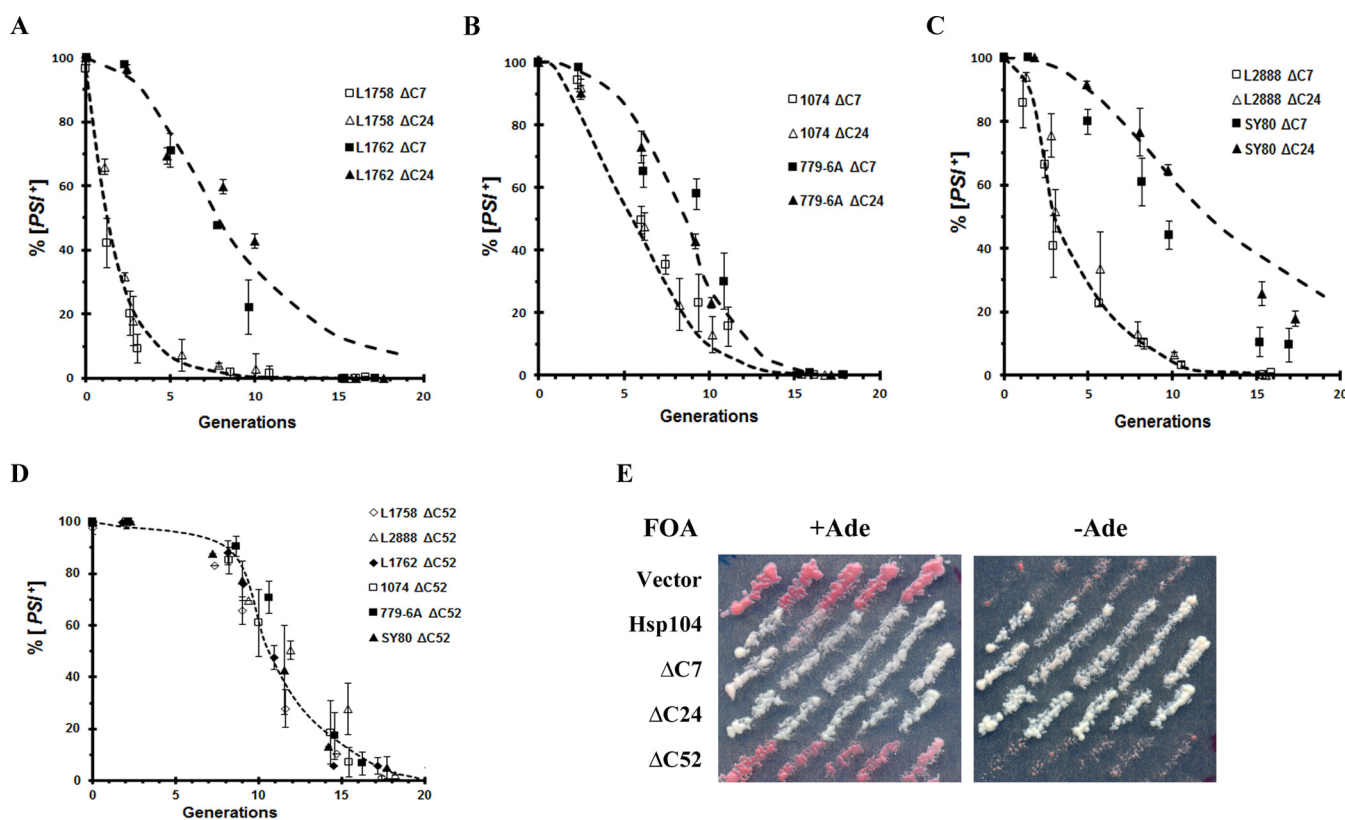 A
% [PSI⁺]
100
80
60
40
20
0
0 5 10 15 20
Generations
L1758 ΔC7
L1758 ΔC24
L1762 ΔC7
L1762 ΔC24
B
% [PSI⁺]
100
80
60
40
20
0
0 5 10 15 20
Generations
1074 ΔC7
1074 ΔC24
779-6A ΔC7
779-6A ΔC24
C
% [PSI⁺]
100
80
60
40
20
0
0 5 10 15 20
Generations
L2888 ΔC7
L2888 ΔC24
SY80 ΔC7
SY80 ΔC24
D
% [PSI⁺]
100
80
60
40
20
0
0 5 10 15 20
Generations
L1758 ΔC52
L2888 ΔC52
L1762 ΔC52
1074 ΔC52
779-6A ΔC52
SY80 ΔC52
E
FOA +Ade -Ade
Vector
Hsp104
ΔC7
ΔC24
ΔC52